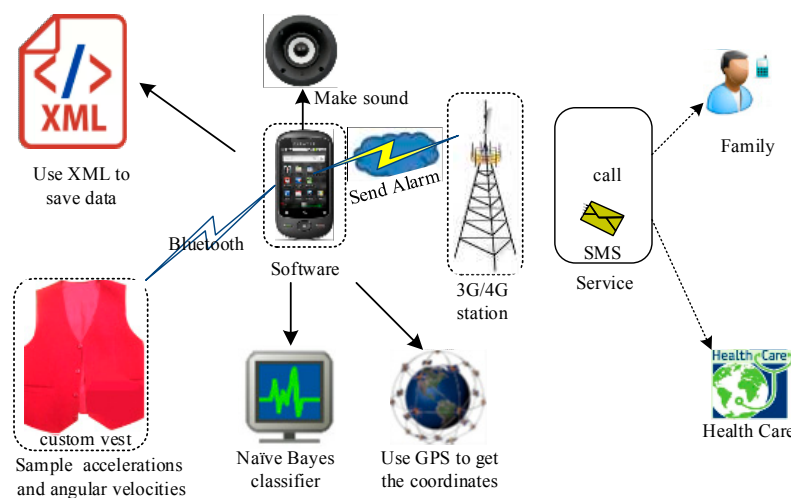 </>
XML
Use XML to
save data
Make sound
Send Alarm
Bluetooth
Software
3G/4G
station
call
SMS
Service
Family
Health Care
Health Care
custom vest
Sample accelerations
and angular velocities
Naïve Bayes
classifier
Use GPS to get
the coordinates